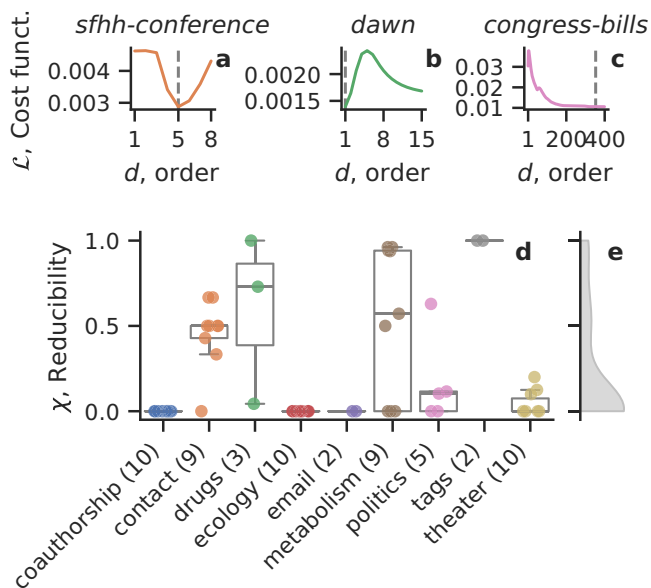 sfhh-conference
dawn
congress-bills
ℒ, Cost funct.
a
0.004
0.003
1 5 8
d, order
b
0.0020
0.0015
1 8 15
d, order
c
0.03
0.02
0.01
1 200 400
d, order
χ, Reducibility
1.0
0.5
0.0
d
e
coauthorship (10)
contact (9)
drugs (3)
ecology (10)
email (2)
metabolism (9)
politics (5)
tags (2)
theater (10)